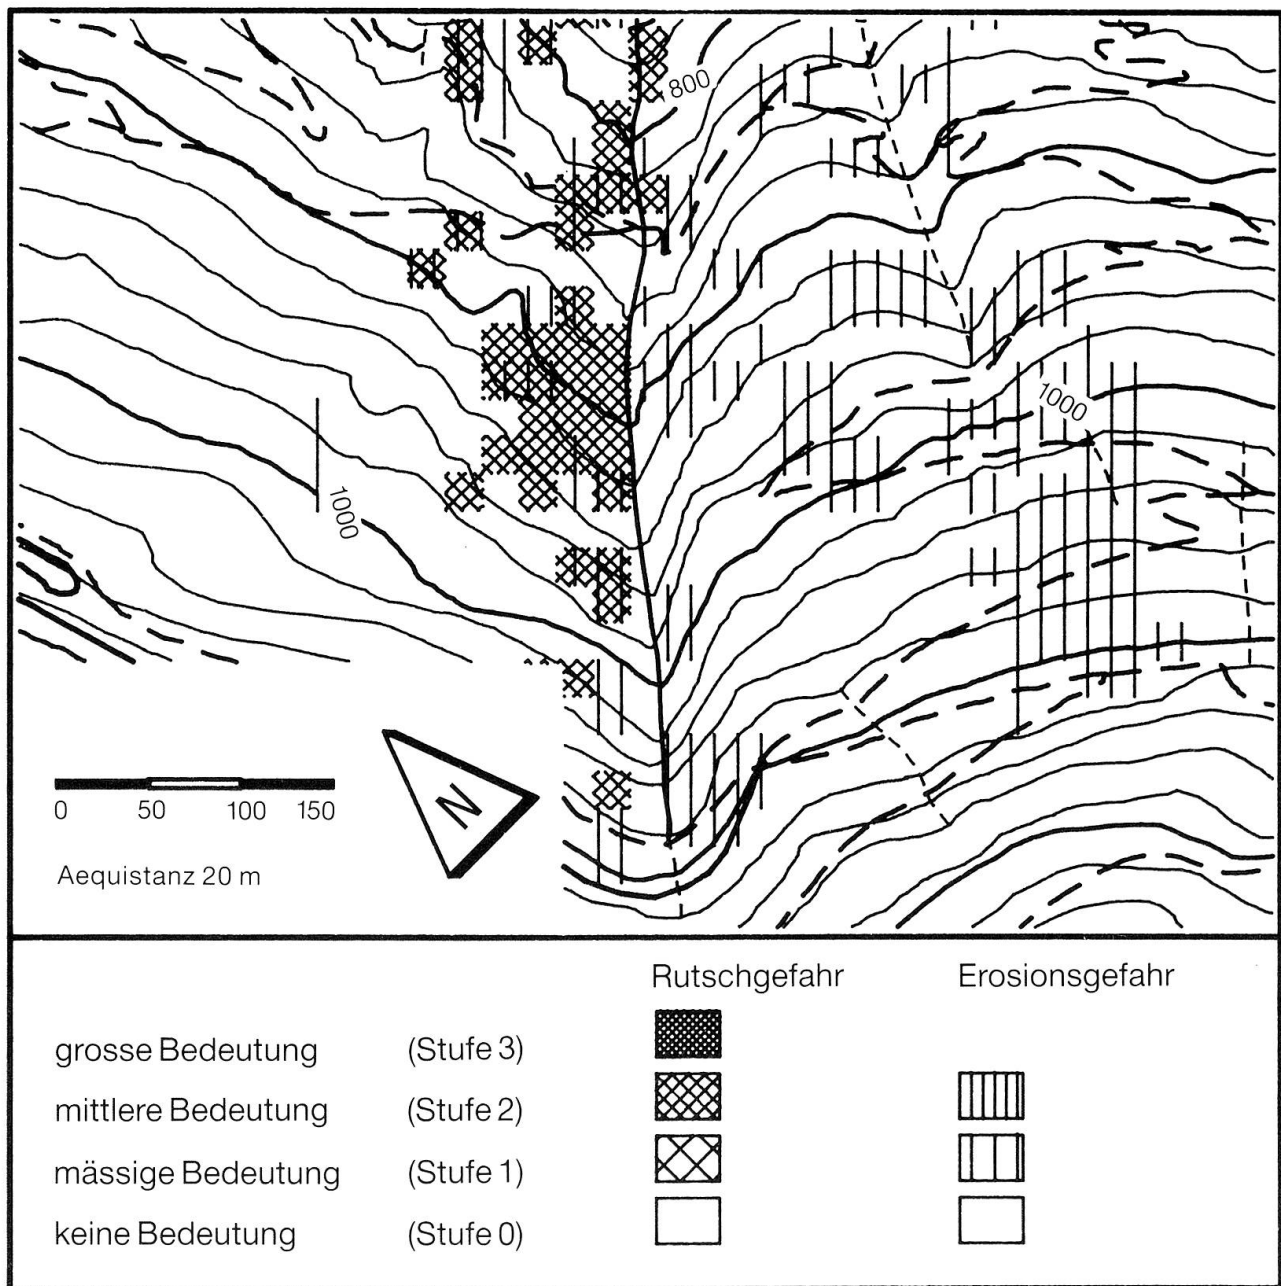 800
1000
1000
0 50 100 150
N
Aequistanz 20 m
Rutschgefahr Erosionsgefahr
grosse Bedeutung (Stufe 3)
mittlere Bedeutung (Stufe 2)
mässige Bedeutung (Stufe 1)
keine Bedeutung (Stufe 0)